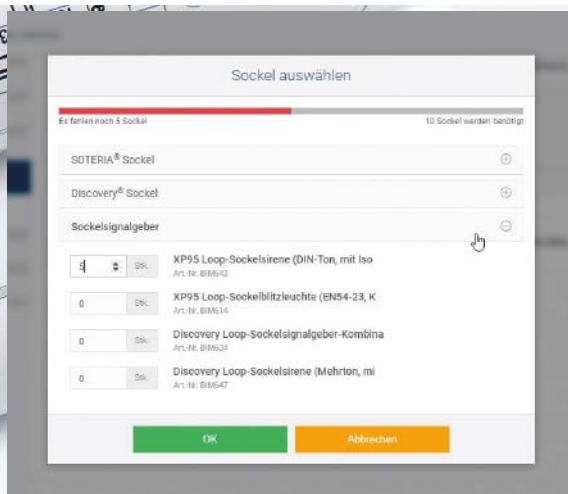 Sockel auswählen
Es fehlen noch 5 Sockel
10 Sockel werden benötigt
SOTERIA® Sockel
Discovery® Sockel
Sockelsignalgeber
5 Stk. XP95 Loop-Sockelsirene (DIN-Ton, mit Iso
Art.-Nr. BIM643
0 Stk. XP95 Loop-Sockelblitzleuchte (EN54-23, K
Art.-Nr. BIM614
0 Stk. Discovery Loop-Sockelsignalgeber-Kombina
Art.-Nr. BIM634
0 Stk. Discovery Loop-Sockelsirene (Mehrton, mi
Art.-Nr. BIM647
OK
Abbrechen